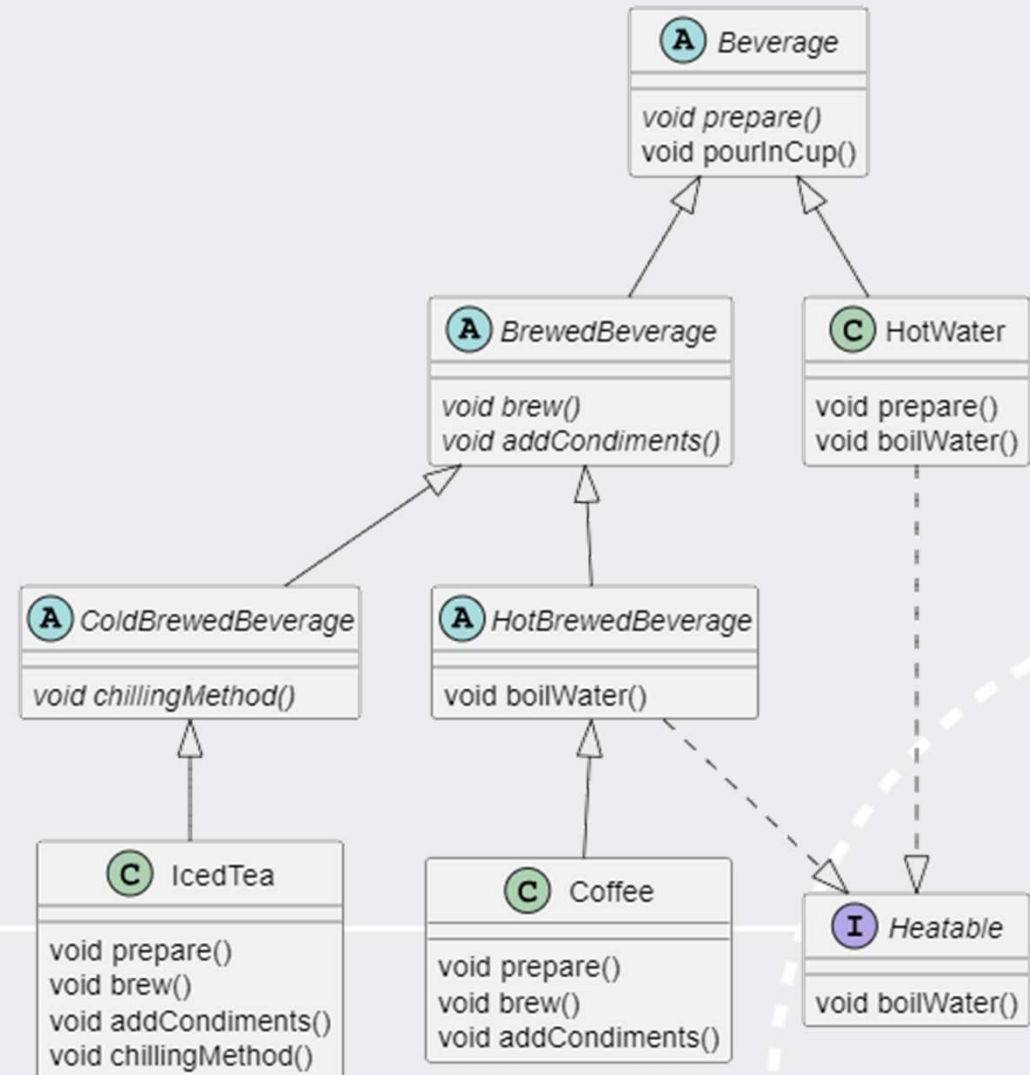 A Beverage
void prepare()
void pourInCup()
A BrewedBeverage
void brew()
void addCondiments()
C HotWater
void prepare()
void boilWater()
A ColdBrewedBeverage
void chillingMethod()
A HotBrewedBeverage
void boilWater()
C IcedTea
void prepare()
void brew()
void addCondiments()
void chillingMethod()
C Coffee
void prepare()
void brew()
void addCondiments()
I Heatable
void boilWater()